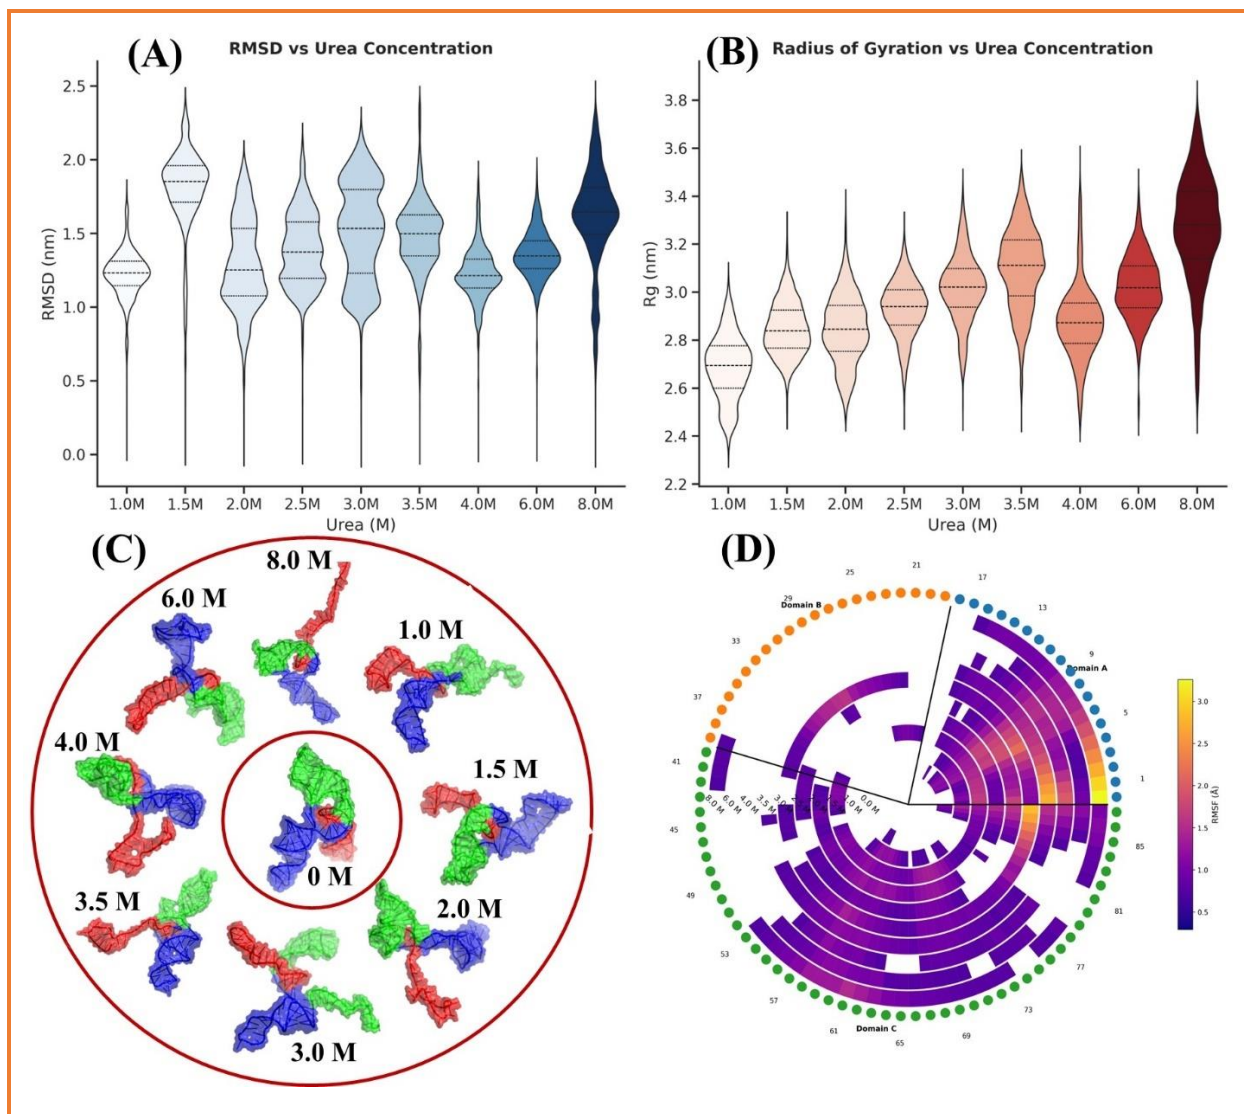 (A)
RMSD vs Urea Concentration
2.5
2.0
1.5
1.0
0.5
0.0
RMSD (nm)
1.0M 1.5M 2.0M 2.5M 3.0M 3.5M 4.0M 6.0M 8.0M
Urea (M)
(B)
Radius of Gyration vs Urea Concentration
3.8
3.6
3.4
3.2
3.0
2.8
2.6
2.4
2.2
Rg (nm)
1.0M 1.5M 2.0M 2.5M 3.0M 3.5M 4.0M 6.0M 8.0M
Urea (M)
(C)
8.0 M
6.0 M
1.0 M
4.0 M
1.5 M
0 M
3.5 M
2.0 M
3.0 M
(D)
21
25
17
29
Domain B
13
33
9
Domain A
37
5
41
1
8.0 M
6.0 M
4.0 M
3.5 M
1.0 M
0.0 M
45
85
49
81
53
77
57
73
61
Domain C
69
65
3.0
2.5
2.0
1.5
1.0
0.5
RMSF (Å)